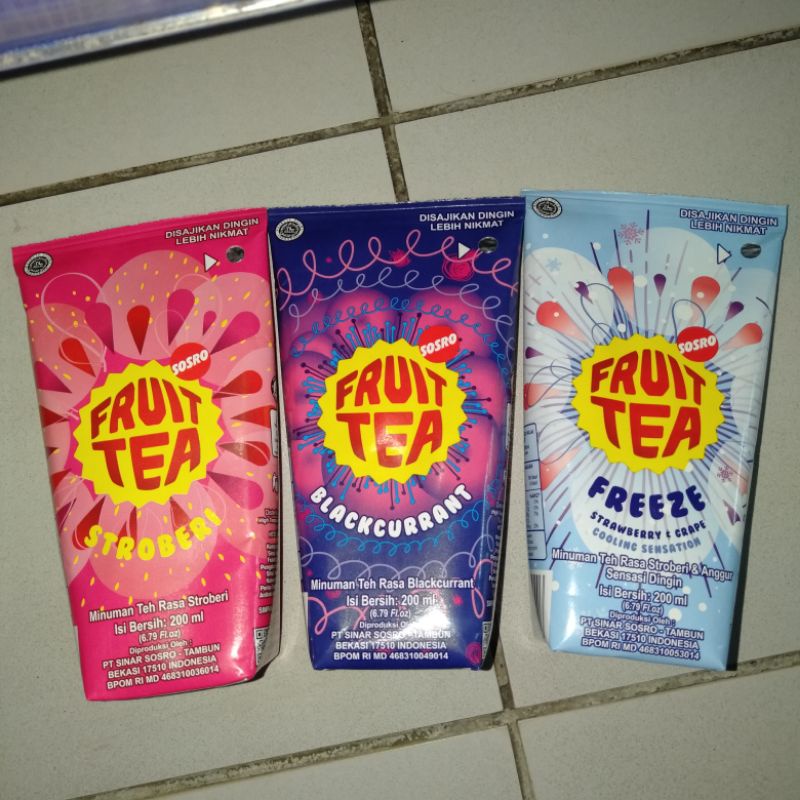 DISAJIKAN DINGIN
LEBIH NIKMAT
SOSRO
FRUIT
TEA
STROBERI
Minuman Teh Rasa Stroberi
Isi Bersih: 200 ml
(6.79 Fl.oz)
Diproduksi Oleh :
PT SINAR SOSRO - TAMBUN
BEKASI 17510 INDONESIA
BPOM RI MD 468310036014
DISAJIKAN DINGIN
LEBIH NIKMAT
SOSRO
FRUIT
TEA
BLACKCURRANT
Minuman Teh Rasa Blackcurrant
Isi Bersih: 200 ml
(6.79 Fl.oz)
Diproduksi Oleh :
PT SINAR SOSRO - TAMBUN
BEKASI 17510 INDONESIA
BPOM RI MD 468310049014
DISAJIKAN DINGIN
LEBIH NIKMAT
SOSRO
FRUIT
TEA
FREEZE
STRAWBERRY & GRAPE
COOLING SENSATION
Minuman Teh Rasa Stroberi & Anggur
Sensasi Dingin
Isi Bersih: 200 ml
(6.79 Fl.oz)
Diproduksi Oleh :
PT SINAR SOSRO - TAMBUN
BEKASI 17510 INDONESIA
BPOM RI MD 468310053014